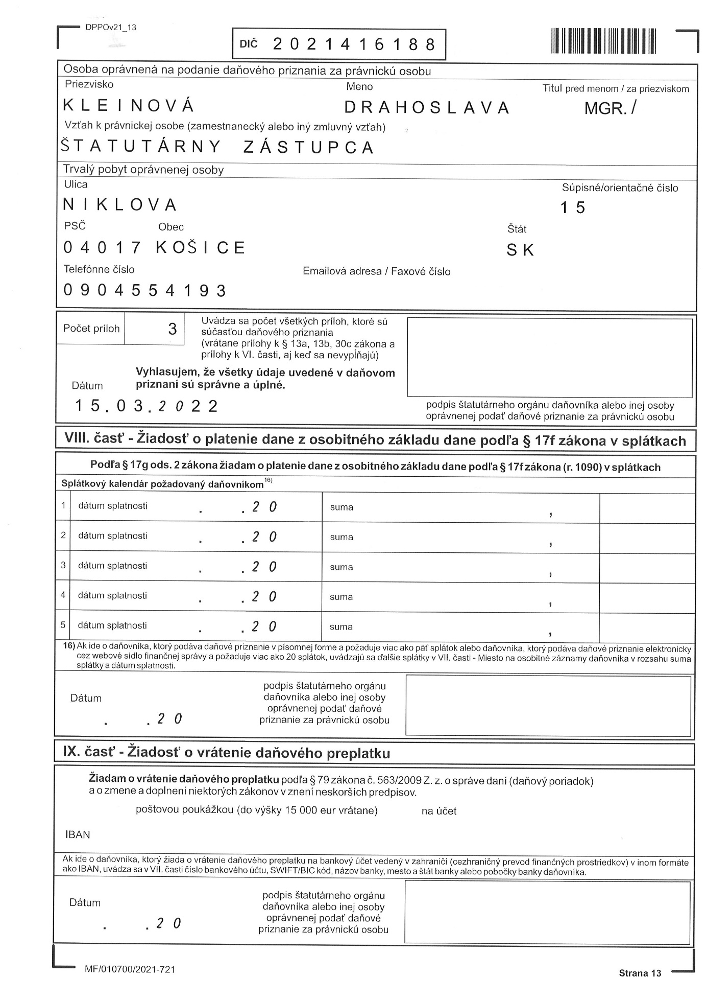 DPPOv21_13
DIČ 2021416188
Osoba oprávnená na podanie daňového priznania za právnickú osobu
Priezvisko Meno Titul pred menom / za priezviskom
KLEINOVÁ DRAHOSLAVA MGR. /
Vzťah k právnickej osobe (zamestnanecký alebo iný zmluvný vzťah)
ŠTATUTÁRNY ZÁSTUPCA
Trvalý pobyt oprávnenej osoby
Ulica Súpisné/orientačné číslo
NIKLOVA 15
PSČ Obec Štát
04017 KOŠICE SK
Telefónne číslo Emailová adresa / Faxové číslo
0904554193
Počet príloh 3
Uvádza sa počet všetkých príloh, ktoré sú
súčasťou daňového priznania
(vrátane prílohy k § 13a, 13b, 30c zákona a
prílohy k VI. časti, aj keď sa nevypĺňajú)
Vyhlasujem, že všetky údaje uvedené v daňovom
priznaní sú správne a úplné.
Dátum
15.03.2022
podpis štatutárneho orgánu daňovníka alebo inej osoby
oprávnenej podať daňové priznanie za právnickú osobu
VIII. časť - Žiadosť o platenie dane z osobitného základu dane podľa § 17f zákona v splátkach
Podľa § 17g ods. 2 zákona žiadam o platenie dane z osobitného základu dane podľa § 17f zákona (r. 1090) v splátkach
Splátkový kalendár požadovaný daňovníkom 16)
1 dátum splatnosti . .20 suma ,
2 dátum splatnosti . .20 suma ,
3 dátum splatnosti . .20 suma ,
4 dátum splatnosti . .20 suma ,
5 dátum splatnosti . .20 suma ,
16) Ak ide o daňovníka, ktorý podáva daňové priznanie v písomnej forme a požaduje viac ako päť splátok alebo daňovníka, ktorý podáva daňové priznanie elektronicky
cez webové sídlo finančnej správy a požaduje viac ako 20 splátok, uvádzajú sa ďalšie splátky v VII. časti - Miesto na osobitné záznamy daňovníka v rozsahu suma
splátky a dátum splatnosti.
Dátum
. .20
podpis štatutárneho orgánu
daňovníka alebo inej osoby
oprávnenej podať daňové
priznanie za právnickú osobu
IX. časť - Žiadosť o vrátenie daňového preplatku
Žiadam o vrátenie daňového preplatku podľa § 79 zákona č. 563/2009 Z. z. o správe daní (daňový poriadok)
a o zmene a doplnení niektorých zákonov v znení neskorších predpisov.
poštovou poukážkou (do výšky 15 000 eur vrátane) na účet
IBAN
Ak ide o daňovníka, ktorý žiada o vrátenie daňového preplatku na bankový účet vedený v zahraničí (cezhraničný prevod finančných prostriedkov) v inom formáte
ako IBAN, uvádza sa v VII. časti číslo bankového účtu, SWIFT/BIC kód, názov banky, mesto a štát banky alebo pobočky banky daňovníka.
Dátum
. .20
podpis štatutárneho orgánu
daňovníka alebo inej osoby
oprávnenej podať daňové
priznanie za právnickú osobu
MF/010700/2021-721
Strana 13